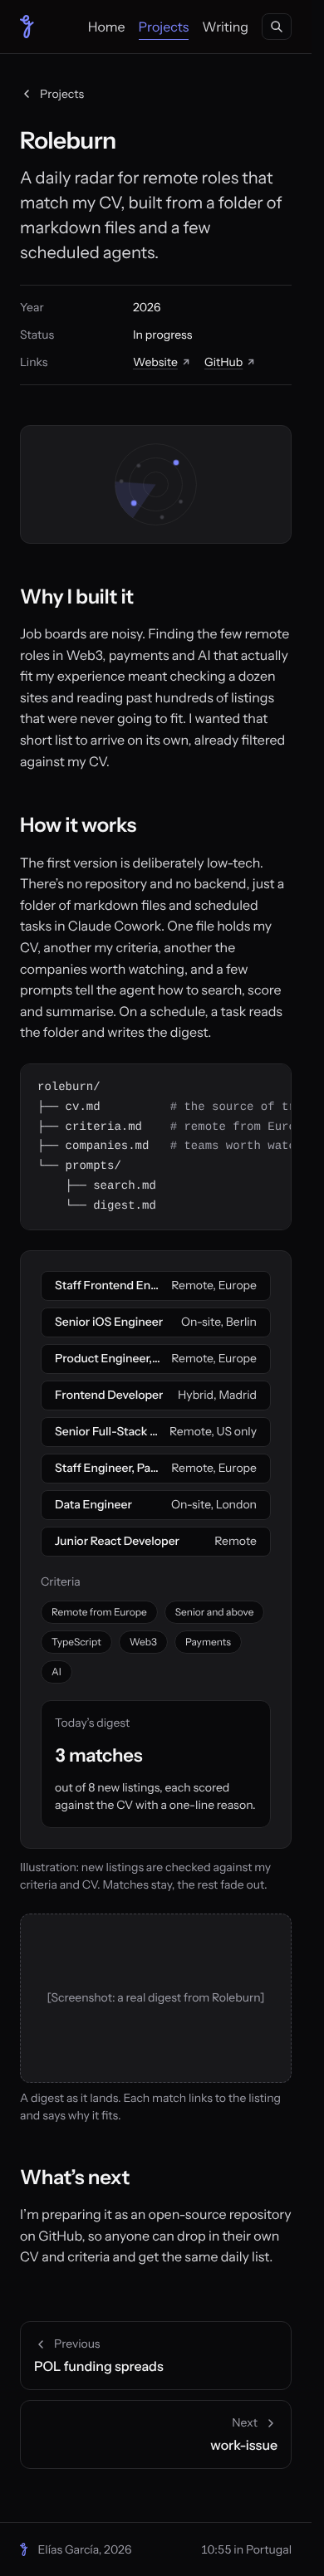 Home Projects Writing
Projects
Roleburn
A daily radar for remote roles that
match my CV, built from a folder of
markdown files and a few
scheduled agents.
Year 2026
Status In progress
Links Website ↗ GitHub ↗
Why I built it
Job boards are noisy. Finding the few remote
roles in Web3, payments and AI that actually
fit my experience meant checking a dozen
sites and reading past hundreds of listings
that were never going to fit. I wanted that
short list to arrive on its own, already filtered
against my CV.
How it works
The first version is deliberately low-tech.
There’s no repository and no backend, just a
folder of markdown files and scheduled
tasks in Claude Cowork. One file holds my
CV, another my criteria, another the
companies worth watching, and a few
prompts tell the agent how to search, score
and summarise. On a schedule, a task reads
the folder and writes the digest.
roleburn/
├── cv.md # the source of t
├── criteria.md # remote from Eur
├── companies.md # teams worth wat
└── prompts/
├── search.md
└── digest.md
Staff Frontend En... Remote, Europe
Senior iOS Engineer On-site, Berlin
Product Engineer,... Remote, Europe
Frontend Developer Hybrid, Madrid
Senior Full-Stack ... Remote, US only
Staff Engineer, Pa... Remote, Europe
Data Engineer On-site, London
Junior React Developer Remote
Criteria
Remote from Europe Senior and above
TypeScript Web3 Payments
AI
Today’s digest
3 matches
out of 8 new listings, each scored
against the CV with a one-line reason.
Illustration: new listings are checked against my
criteria and CV. Matches stay, the rest fade out.
[Screenshot: a real digest from Roleburn]
A digest as it lands. Each match links to the listing
and says why it fits.
What’s next
I’m preparing it as an open-source repository
on GitHub, so anyone can drop in their own
CV and criteria and get the same daily list.
Previous
POL funding spreads
Next
work-issue
Elías García, 2026 10:55 in Portugal